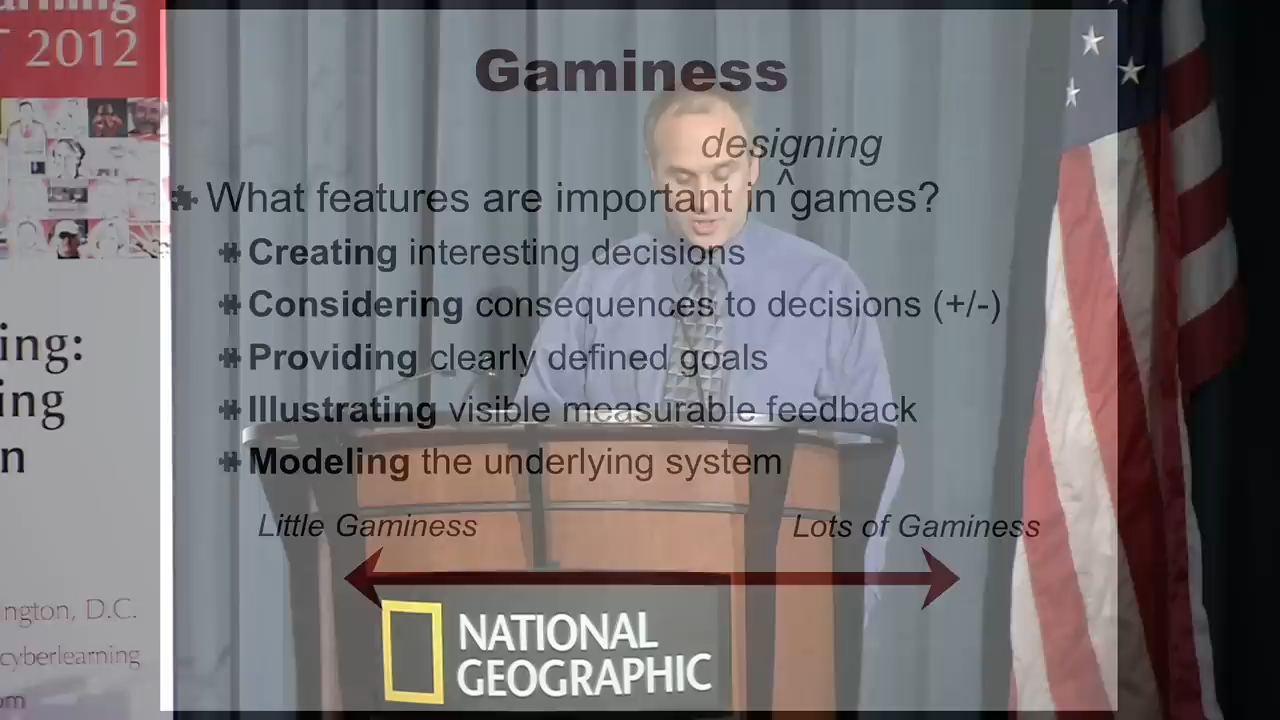 2012
Gaminess
designing
^
What features are important in games?
Creating interesting decisions
Considering consequences to decisions (+/-)
Providing clearly defined goals
Illustrating visible measurable feedback
Modeling the underlying system
Little Gaminess
Lots of Gaminess
ing:
ing
n
ngton, D.C.
cyberlearning
om
NATIONAL
GEOGRAPHIC